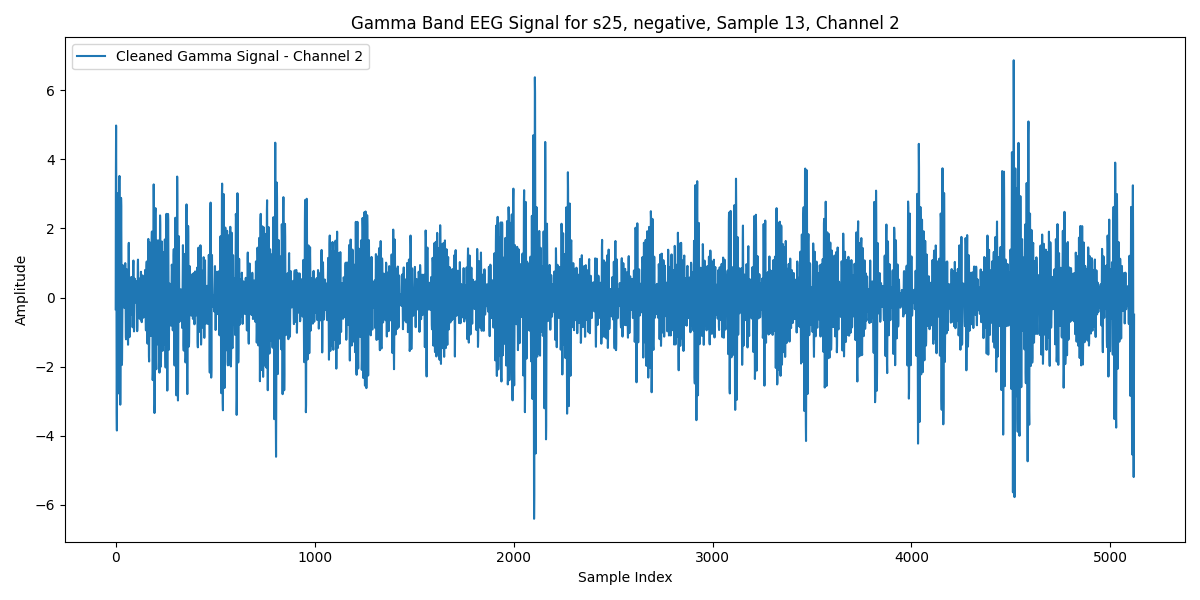 Gamma Band EEG Signal for s25, negative, Sample 13, Channel 2
Cleaned Gamma Signal - Channel 2
Amplitude
6
4
2
0
−2
−4
−6
0 1000 2000 3000 4000 5000
Sample Index